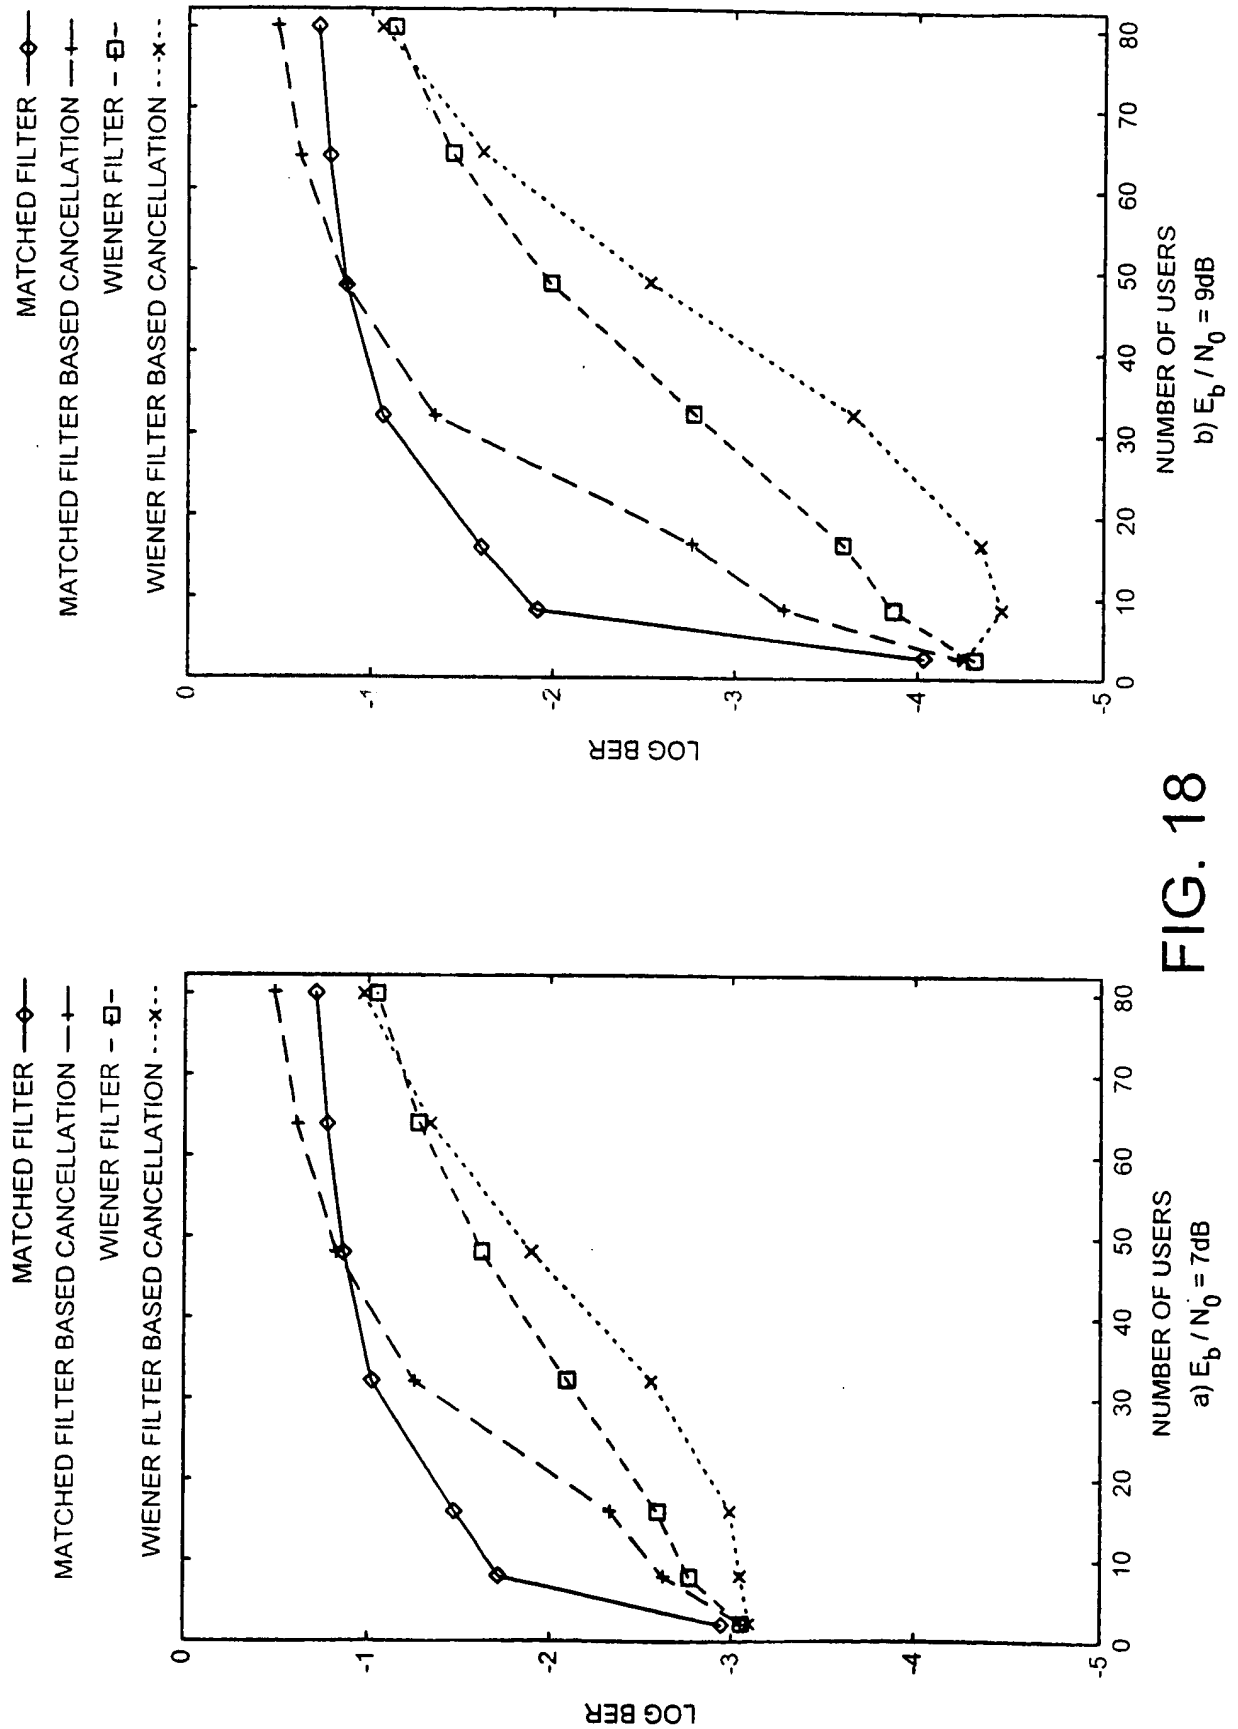 MATCHED FILTER
MATCHED FILTER BASED CANCELLATION
WIENER FILTER
WIENER FILTER BASED CANCELLATION
0
-1
-2
-3
-4
-5
LOG BER
0 10 20 30 40 50 60 70 80
NUMBER OF USERS
a) Eb / N0 = 7dB
MATCHED FILTER
MATCHED FILTER BASED CANCELLATION
WIENER FILTER
WIENER FILTER BASED CANCELLATION
0
-1
-2
-3
-4
-5
LOG BER
0 10 20 30 40 50 60 70 80
NUMBER OF USERS
b) Eb / N0 = 9dB
FIG. 18